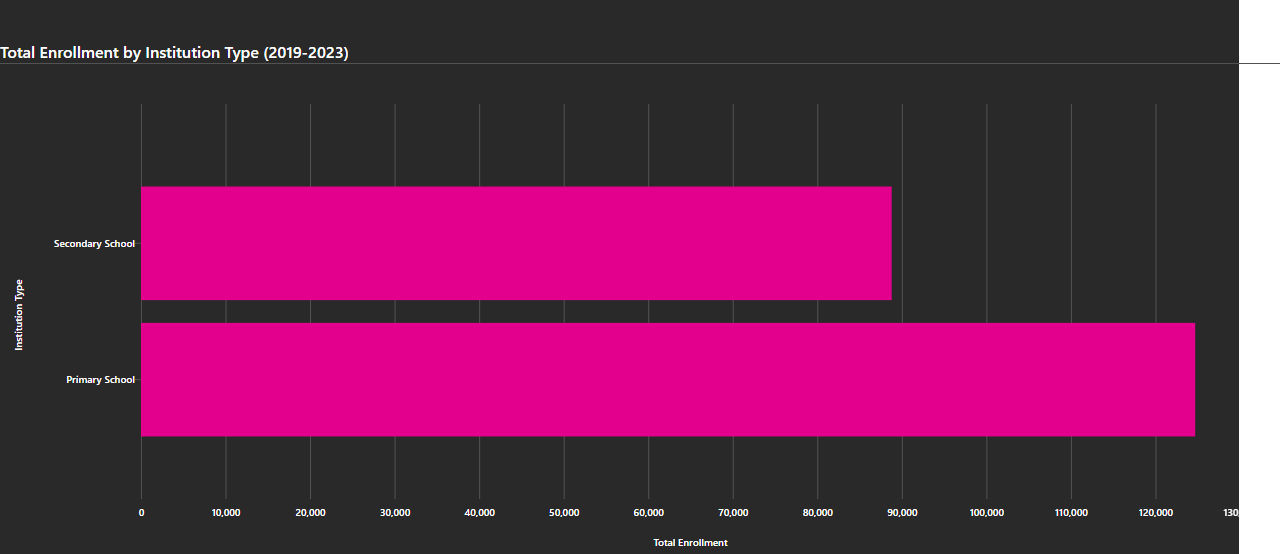 Total Enrollment by Institution Type (2019-2023)
Institution Type
Secondary School
Primary School
0 10,000 20,000 30,000 40,000 50,000 60,000 70,000 80,000 90,000 100,000 110,000 120,000 130,
Total Enrollment